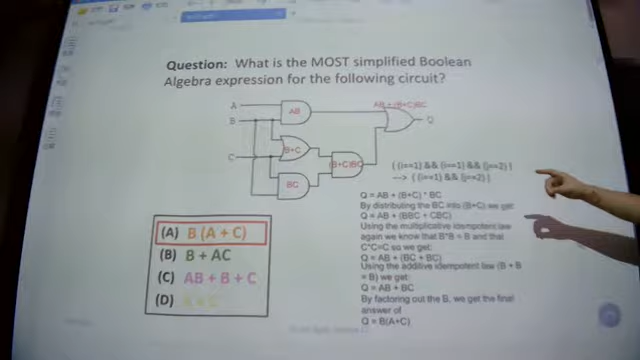 Question: What is the MOST simplified Boolean
Algebra expression for the following circuit?
A
B
C
AB
B+C
BC
(B+C)BC
AB+(B+C)BC
Q
{ (i==1) && (i==1) && (j==2) }
---> { (i==1) && (j==2) }
Q = AB + (B+C) * BC
By distributing the BC into (B+C) we get:
Q = AB + (BBC + CBC)
Using the multiplicative idempotent law
again we know that B*B = B and that
C*C=C so we get:
Q = AB + (BC + BC)
Using the additive idempotent law (B + B
= B) we get:
Q = AB + BC
By factoring out the B, we get the final
answer of
Q = B(A+C)
(A) B (A + C)
(B) B + AC
(C) AB + B + C
(D)